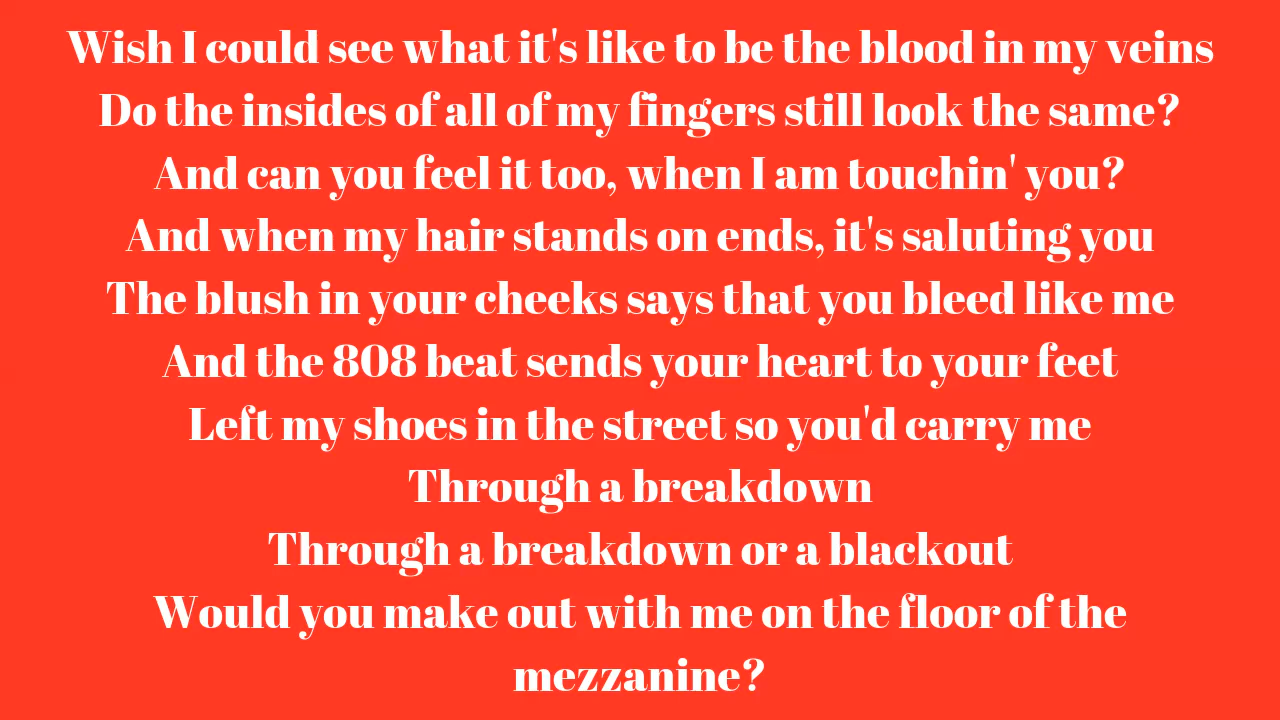 Wish I could see what it's like to be the blood in my veins
Do the insides of all of my fingers still look the same?
And can you feel it too, when I am touchin' you?
And when my hair stands on ends, it's saluting you
The blush in your cheeks says that you bleed like me
And the 808 beat sends your heart to your feet
Left my shoes in the street so you'd carry me
Through a breakdown
Through a breakdown or a blackout
Would you make out with me on the floor of the
mezzanine?